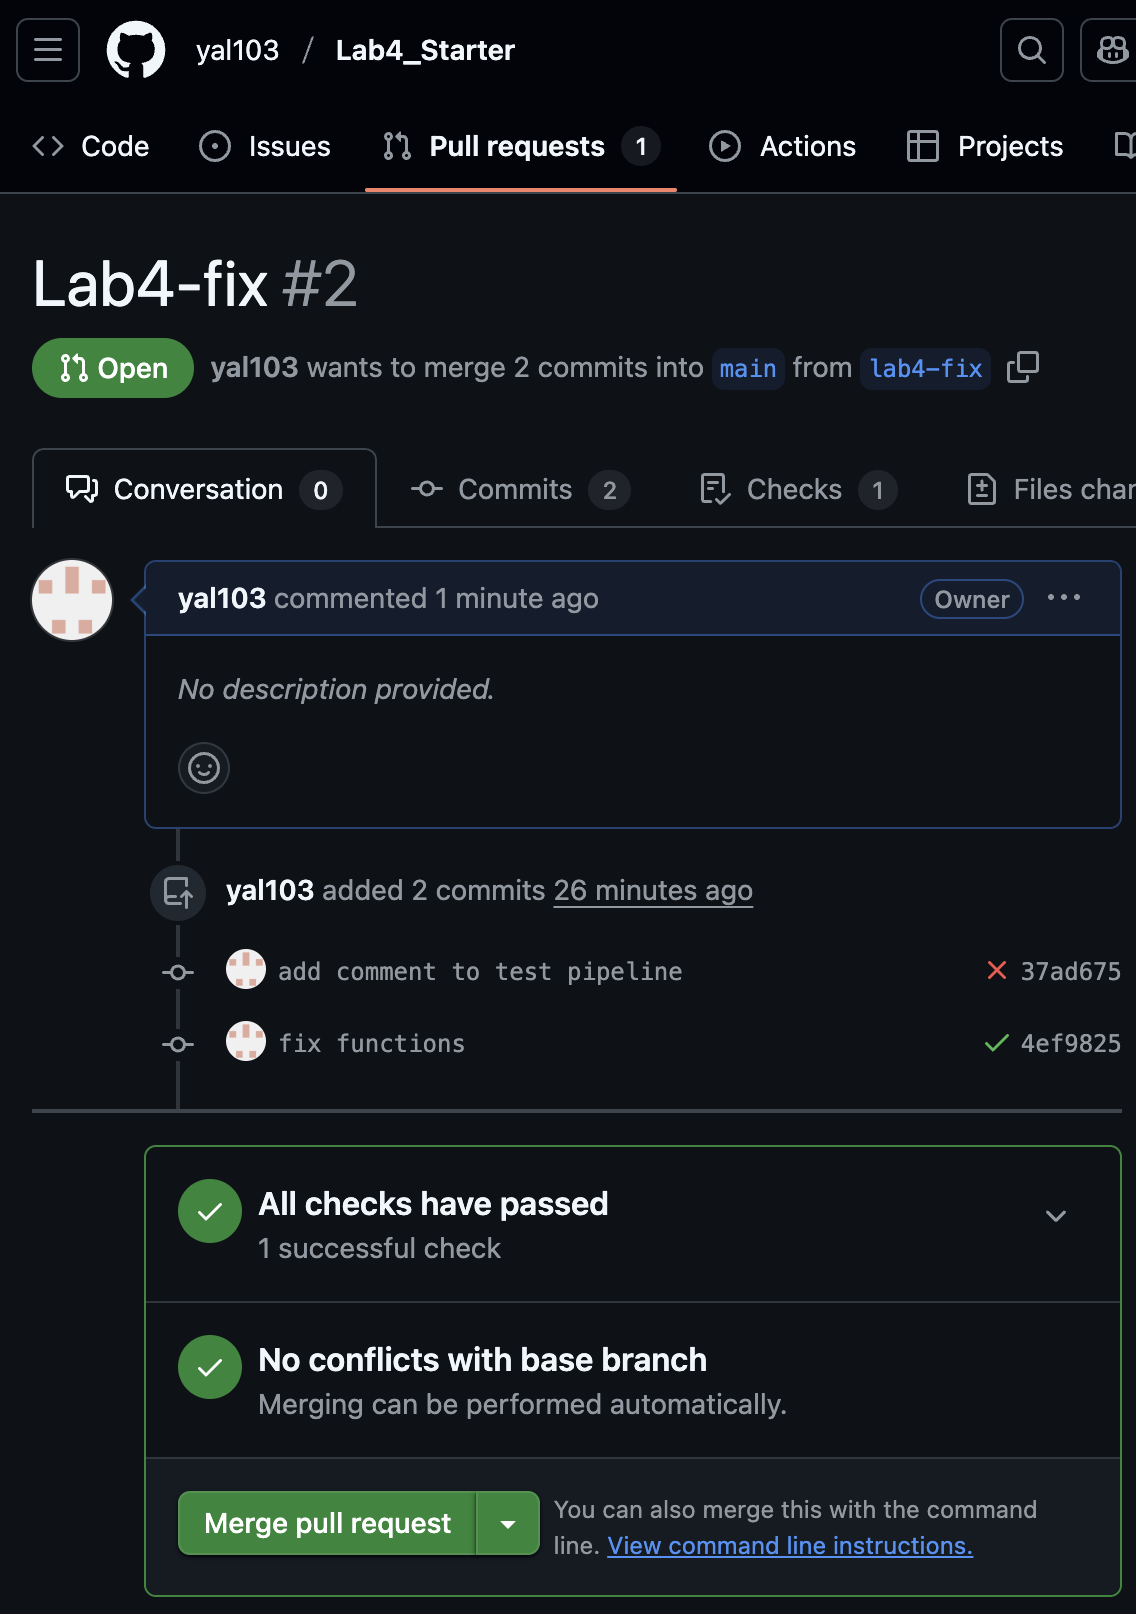 yal103 / Lab4_Starter
Code Issues Pull requests 1 Actions Projects
Lab4-fix #2
Open yal103 wants to merge 2 commits into main from lab4-fix
Conversation 0 Commits 2 Checks 1 Files char
yal103 commented 1 minute ago Owner
No description provided.
yal103 added 2 commits 26 minutes ago
add comment to test pipeline 37ad675
fix functions 4ef9825
All checks have passed
1 successful check
No conflicts with base branch
Merging can be performed automatically.
Merge pull request
You can also merge this with the command
line. View command line instructions.